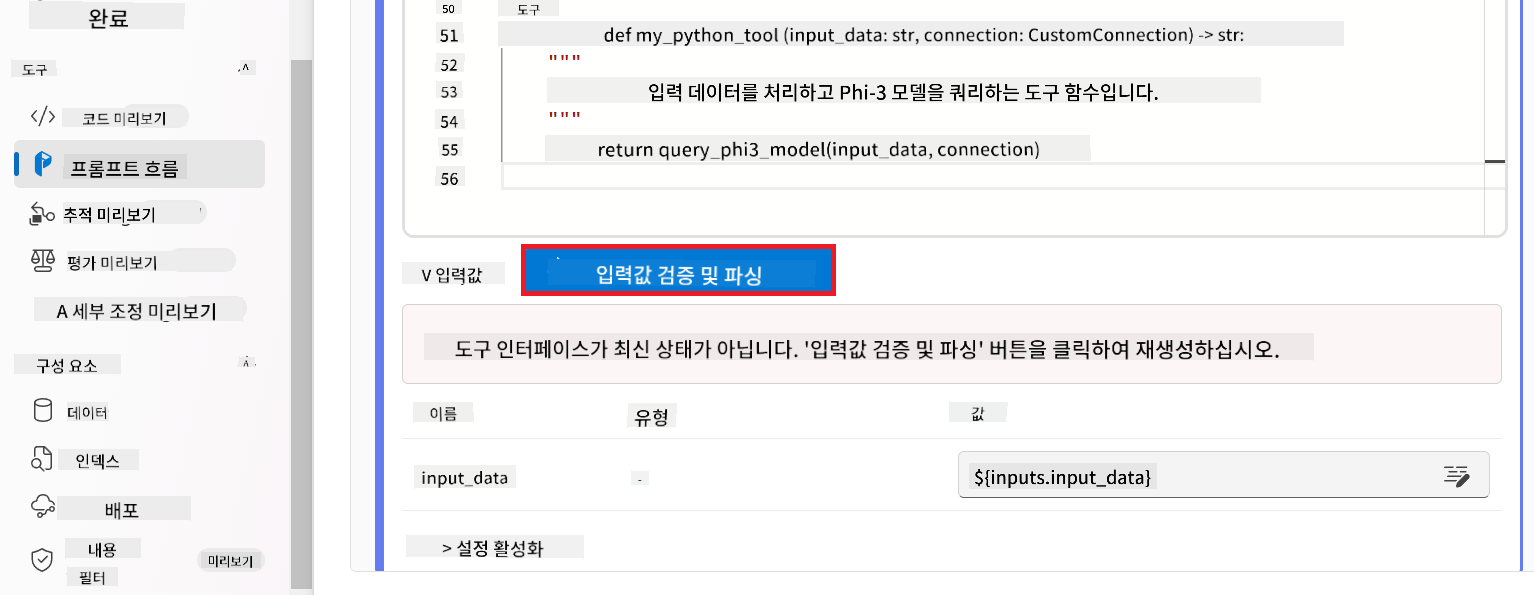 완료
도구
코드 미리보기
프롬프트 흐름
추적 미리보기
평가 미리보기
A 세부 조정 미리보기
구성 요소
데이터
인덱스
배포
내용
필터
미리보기
50 도구
51 def my_python_tool (input_data: str, connection: CustomConnection) -> str:
52 """
53 입력 데이터를 처리하고 Phi-3 모델을 쿼리하는 도구 함수입니다.
54 """
55 return query_phi3_model(input_data, connection)
56
V 입력값 입력값 검증 및 파싱
도구 인터페이스가 최신 상태가 아닙니다. '입력값 검증 및 파싱' 버튼을 클릭하여 재생성하십시오.
이름 유형 값
input_data - ${inputs.input_data}
> 설정 활성화